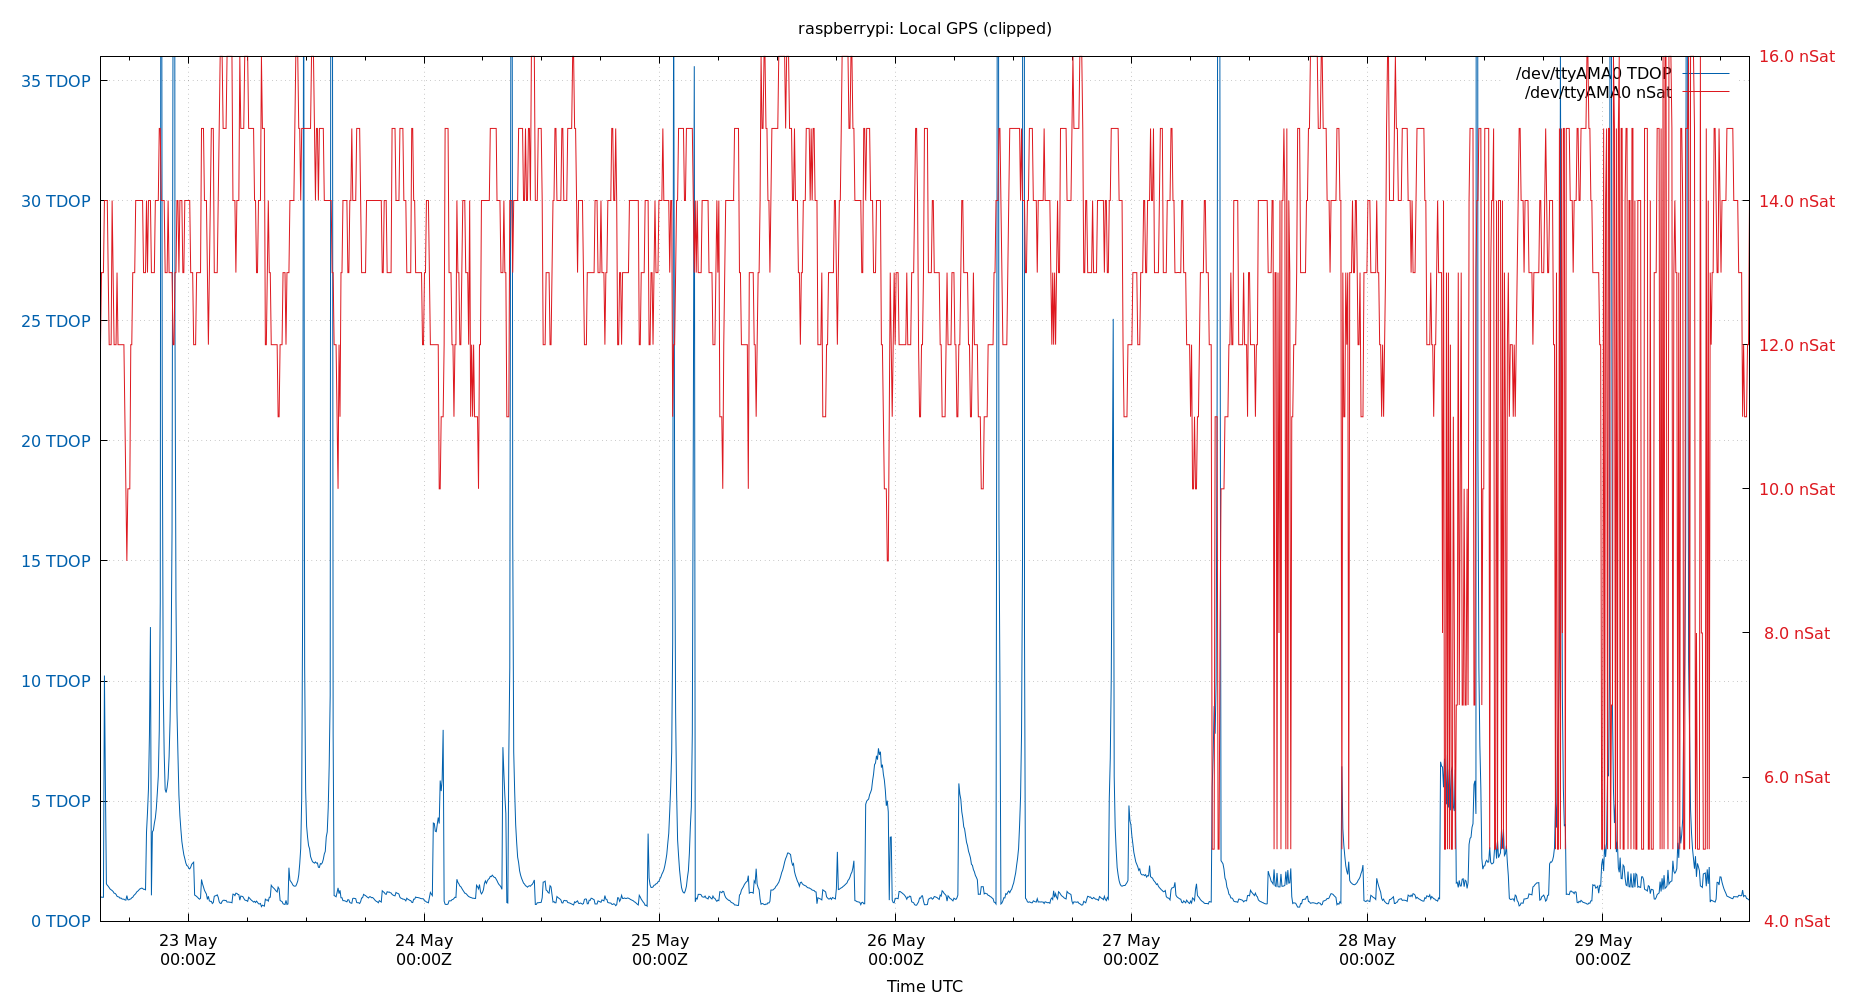 raspberrypi: Local GPS (clipped)
/dev/ttyAMA0 TDOP
/dev/ttyAMA0 nSat
35 TDOP
30 TDOP
25 TDOP
20 TDOP
15 TDOP
10 TDOP
5 TDOP
0 TDOP
16.0 nSat
14.0 nSat
12.0 nSat
10.0 nSat
8.0 nSat
6.0 nSat
4.0 nSat
23 May
00:00Z
24 May
00:00Z
25 May
00:00Z
26 May
00:00Z
27 May
00:00Z
28 May
00:00Z
29 May
00:00Z
Time UTC